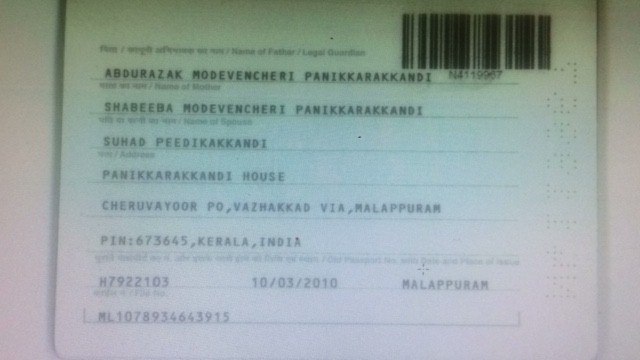 पिता / कानूनी अभिभावक का नाम / Name of Father / Legal Guardian
ABDURAZAK MODEVENCHERI PANIKKARAKKANDI
N4119967
माता का नाम / Name of Mother
SHABEEBA MODEVENCHERI PANIKKARAKKANDI
पति या पत्नी का नाम / Name of Spouse
SUHAD PEEDIKAKKANDI
पता / Address
PANIKKARAKKANDI HOUSE
CHERUVAYOOR PO,VAZHAKKAD VIA,MALAPPURAM
PIN:673645,KERALA,INDIA
/ Old Passport No. with Date and Place of Issue
H7922103 10/03/2010 MALAPPURAM
फाईल नं. / File No.
ML1078934643915